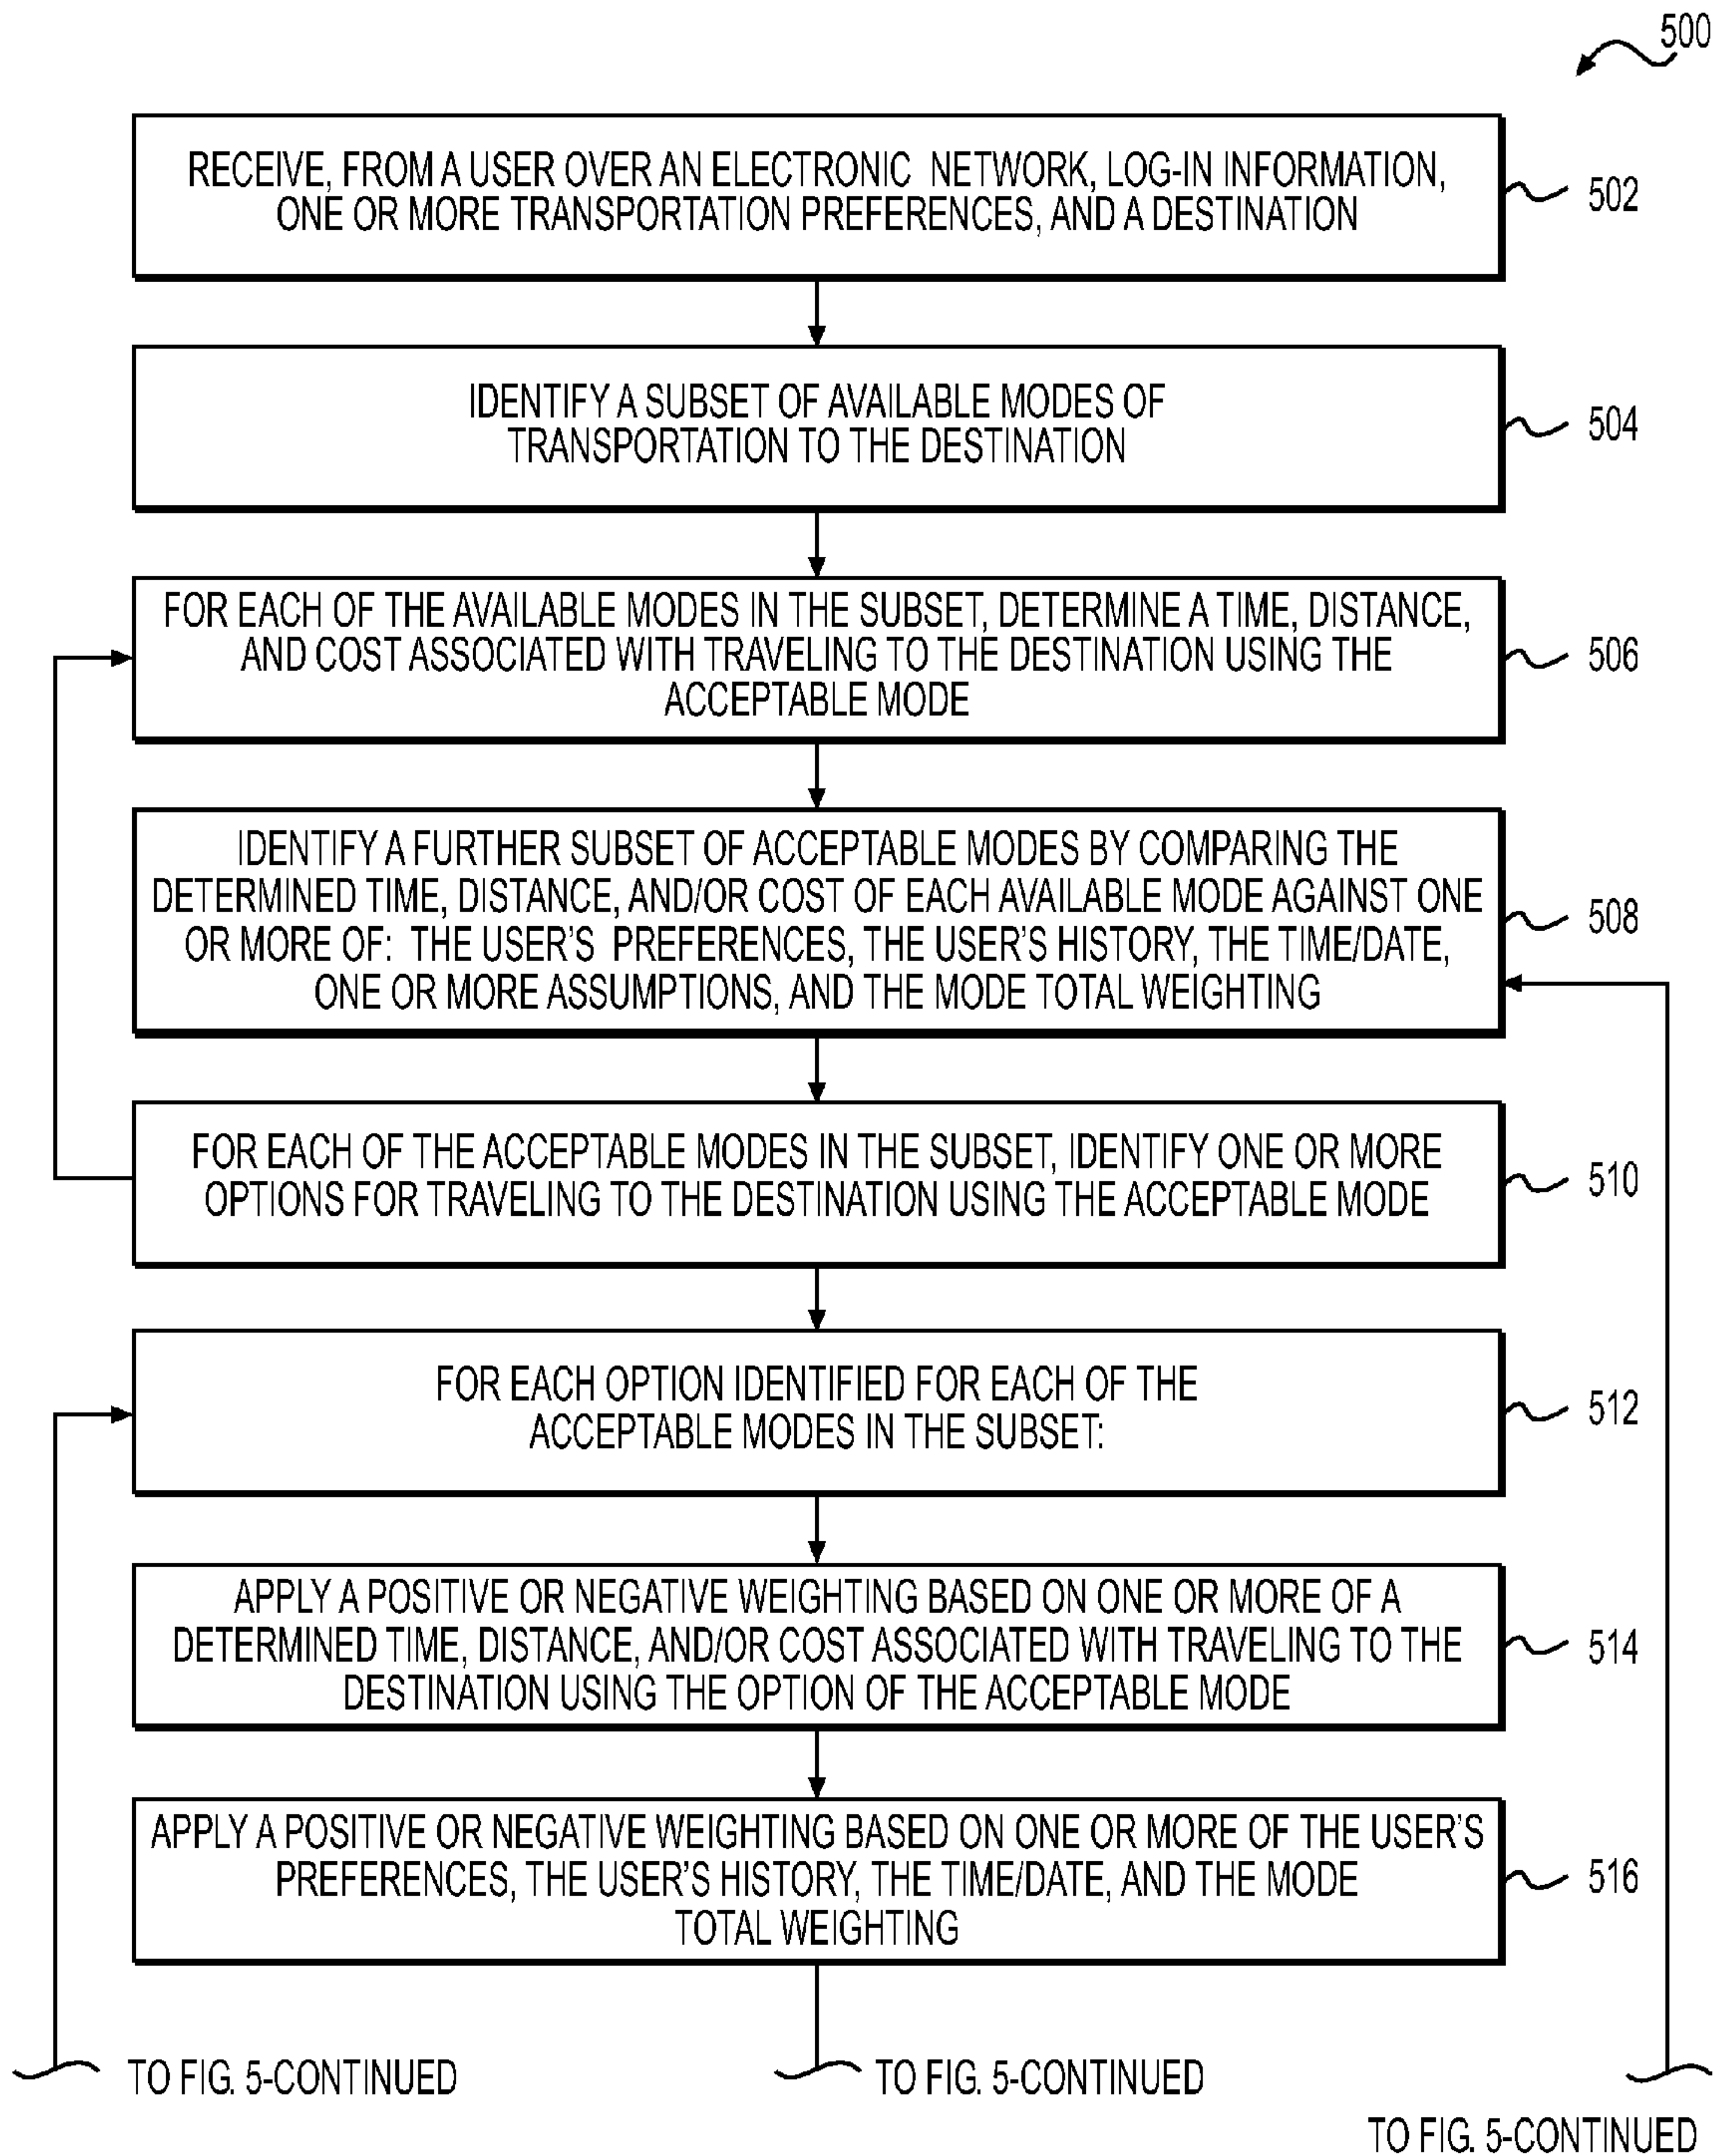 500
RECEIVE, FROM A USER OVER AN ELECTRONIC NETWORK, LOG-IN INFORMATION,
ONE OR MORE TRANSPORTATION PREFERENCES, AND A DESTINATION
502
IDENTIFY A SUBSET OF AVAILABLE MODES OF
TRANSPORTATION TO THE DESTINATION
504
FOR EACH OF THE AVAILABLE MODES IN THE SUBSET, DETERMINE A TIME, DISTANCE,
AND COST ASSOCIATED WITH TRAVELING TO THE DESTINATION USING THE
ACCEPTABLE MODE
506
IDENTIFY A FURTHER SUBSET OF ACCEPTABLE MODES BY COMPARING THE
DETERMINED TIME, DISTANCE, AND/OR COST OF EACH AVAILABLE MODE AGAINST ONE
OR MORE OF: THE USER'S PREFERENCES, THE USER'S HISTORY, THE TIME/DATE,
ONE OR MORE ASSUMPTIONS, AND THE MODE TOTAL WEIGHTING
508
FOR EACH OF THE ACCEPTABLE MODES IN THE SUBSET, IDENTIFY ONE OR MORE
OPTIONS FOR TRAVELING TO THE DESTINATION USING THE ACCEPTABLE MODE
510
FOR EACH OPTION IDENTIFIED FOR EACH OF THE
ACCEPTABLE MODES IN THE SUBSET:
512
APPLY A POSITIVE OR NEGATIVE WEIGHTING BASED ON ONE OR MORE OF A
DETERMINED TIME, DISTANCE, AND/OR COST ASSOCIATED WITH TRAVELING TO THE
DESTINATION USING THE OPTION OF THE ACCEPTABLE MODE
514
APPLY A POSITIVE OR NEGATIVE WEIGHTING BASED ON ONE OR MORE OF THE USER'S
PREFERENCES, THE USER'S HISTORY, THE TIME/DATE, AND THE MODE
TOTAL WEIGHTING
516
TO FIG. 5-CONTINUED
TO FIG. 5-CONTINUED
TO FIG. 5-CONTINUED